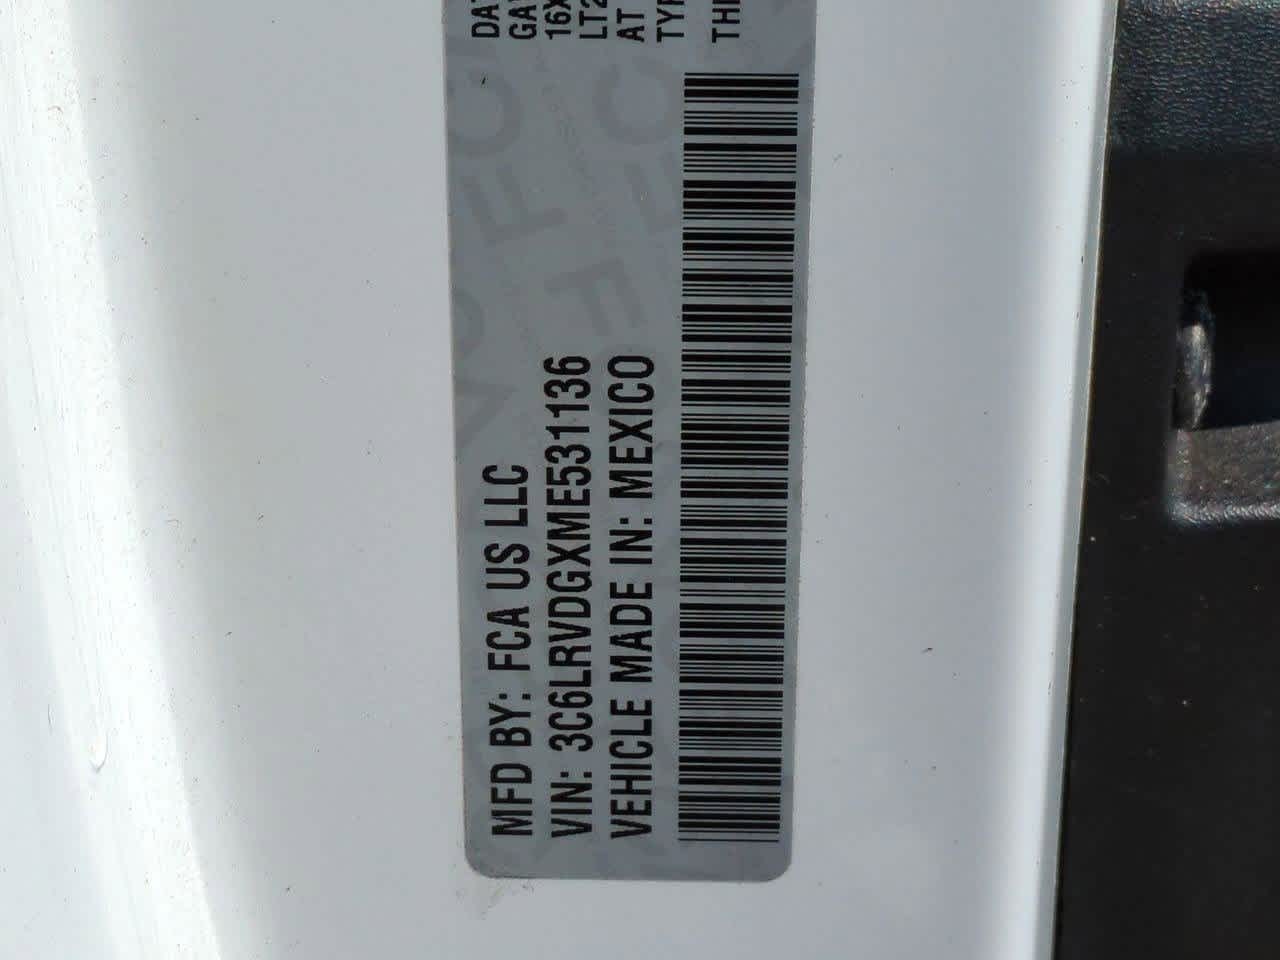 MFD BY: FCA US LLC
VIN: 3C6LRVDGXME531136
VEHICLE MADE IN: MEXICO